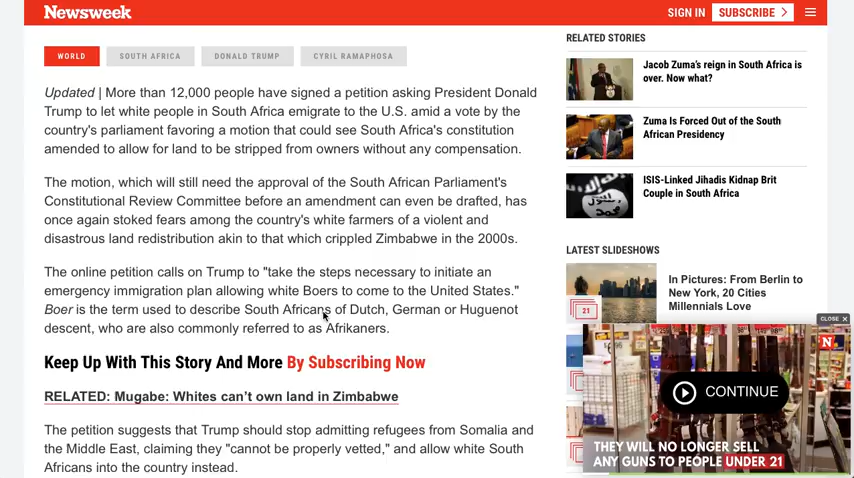 Newsweek
SIGN IN
SUBSCRIBE
WORLD
SOUTH AFRICA
DONALD TRUMP
CYRIL RAMAPHOSA
Updated | More than 12,000 people have signed a petition asking President Donald
Trump to let white people in South Africa emigrate to the U.S. amid a vote by the
country's parliament favoring a motion that could see South Africa's constitution
amended to allow for land to be stripped from owners without any compensation.
The motion, which will still need the approval of the South African Parliament's
Constitutional Review Committee before an amendment can even be drafted, has
once again stoked fears among the country's white farmers of a violent and
disastrous land redistribution akin to that which crippled Zimbabwe in the 2000s.
The online petition calls on Trump to "take the steps necessary to initiate an
emergency immigration plan allowing white Boers to come to the United States."
Boer is the term used to describe South Africans of Dutch, German or Huguenot
descent, who are also commonly referred to as Afrikaners.
Keep Up With This Story And More By Subscribing Now
RELATED: Mugabe: Whites can't own land in Zimbabwe
The petition suggests that Trump should stop admitting refugees from Somalia and
the Middle East, claiming they "cannot be properly vetted," and allow white South
Africans into the country instead.
RELATED STORIES
Jacob Zuma's reign in South Africa is
over. Now what?
Zuma Is Forced Out of the South
African Presidency
ISIS-Linked Jihadis Kidnap Brit
Couple in South Africa
LATEST SLIDESHOWS
21
In Pictures: From Berlin to
New York, 20 Cities
Millennials Love
CLOSE
N
CONTINUE
THEY WILL NO LONGER SELL
ANY GUNS TO PEOPLE UNDER 21